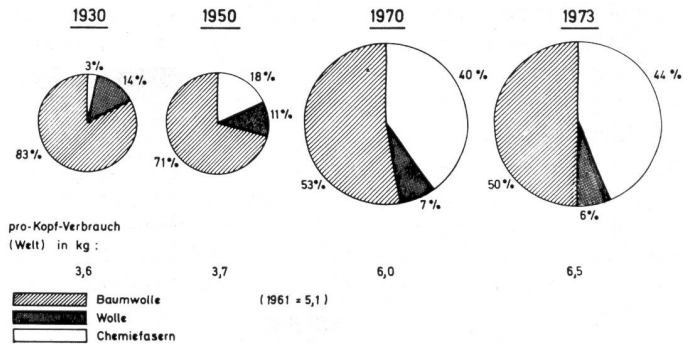 1930 1950 1970 1973
3% 14% 83%
18% 11% 71%
40% 53% 7%
44% 50% 6%
pro-Kopf-Verbrauch
(Welt) in kg :
3,6 3,7 6,0 6,5
Baumwolle (1961 = 5,1)
Wolle
Chemiefasern